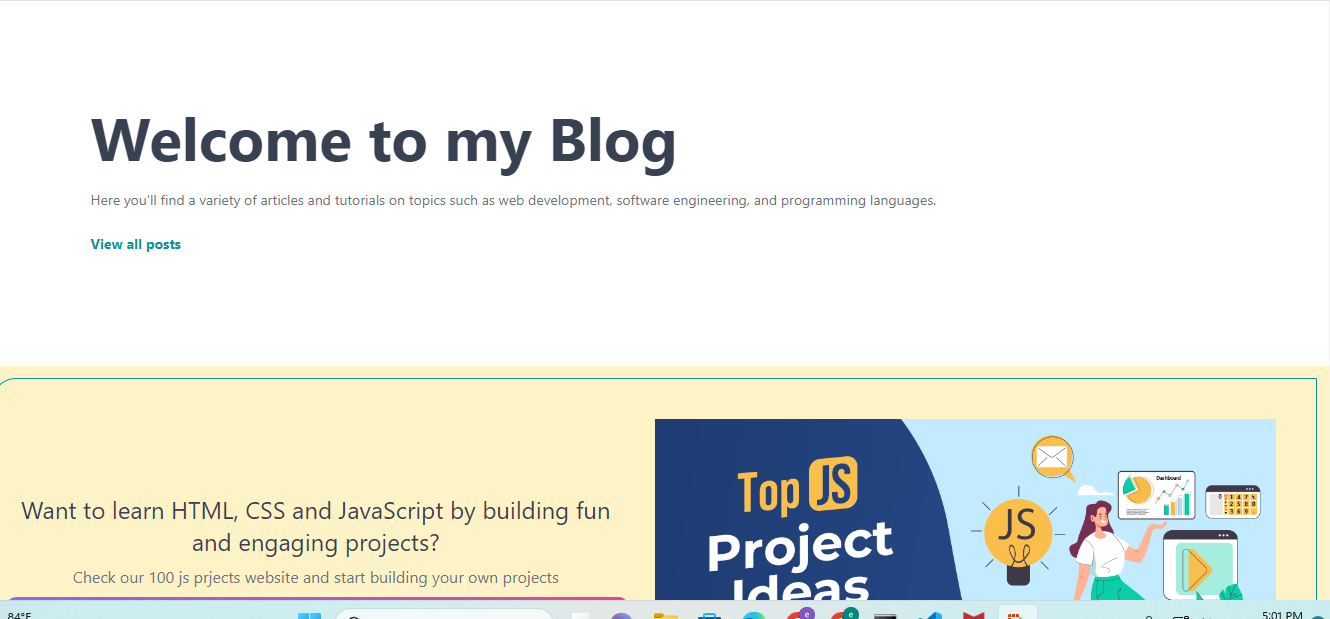 Welcome to my Blog
Here you'll find a variety of articles and tutorials on topics such as web development, software engineering, and programming languages.
View all posts
Want to learn HTML, CSS and JavaScript by building fun
and engaging projects?
Check our 100 js prjects website and start building your own projects
Top JS
Project
Ideas
JS
Dashboard
84°F
5:01 PM